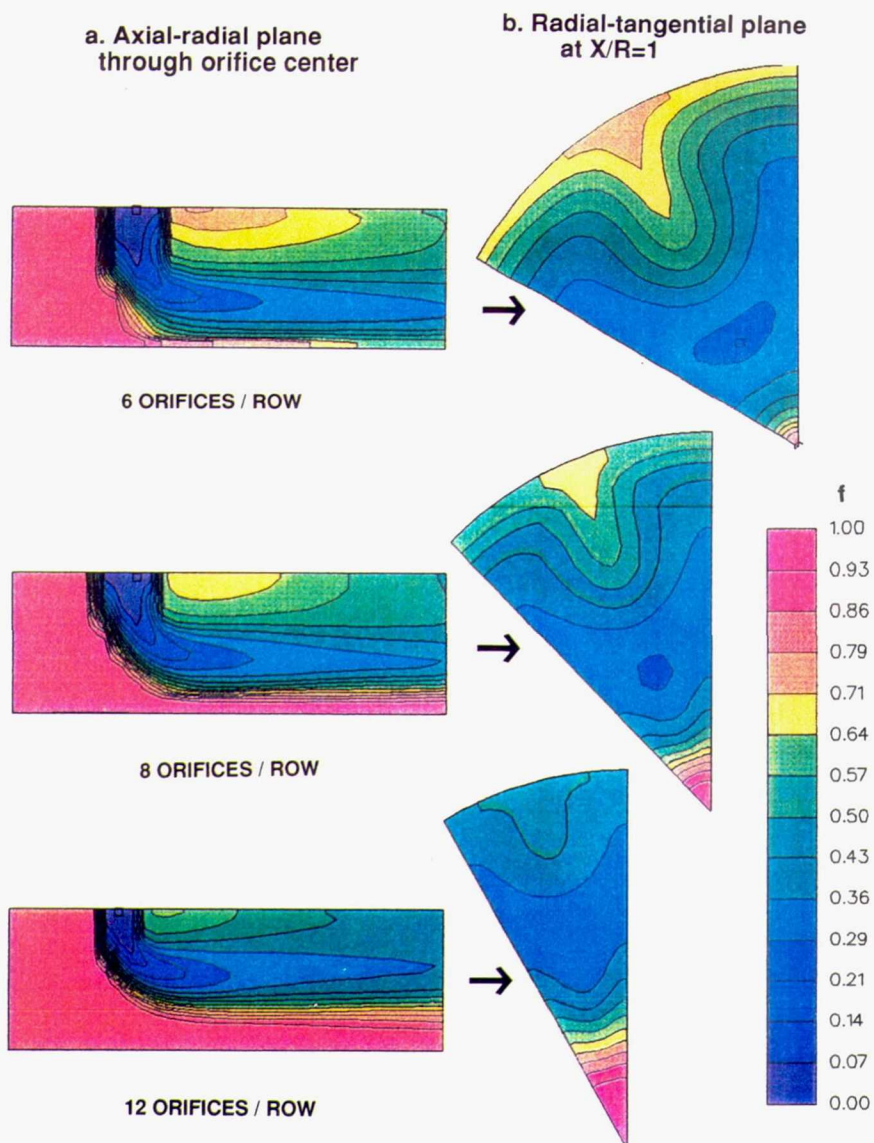 a. Axial-radial plane
through orifice center
b. Radial-tangential plane
at X/R=1
6 ORIFICES / ROW
8 ORIFICES / ROW
12 ORIFICES / ROW
f
1.00
0.93
0.86
0.79
0.71
0.64
0.57
0.50
0.43
0.36
0.29
0.21
0.14
0.07
0.00